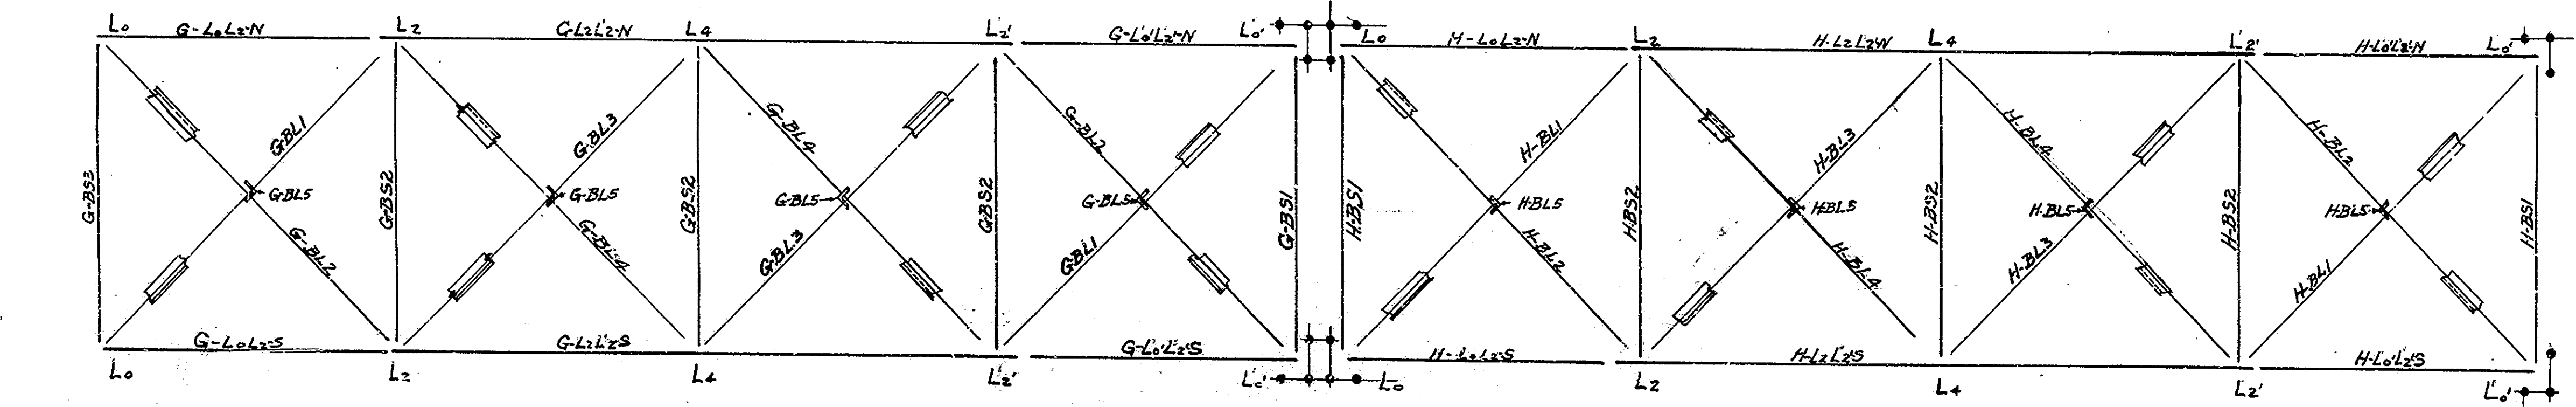 L0 G-L0L2-N L2 G-L2L2'-N L4 L2' G-L0'L2'-N L0' L0 H-L0L2-N L2 H-L2L2'N L4 L2' H-L0'L2'-N L0'
G-BL1 G-BL3 G-BL4 G-BL2 H-BL1 H-BL3 H-BL4 H-BL2
G-BS3 G-BL5 G-BS2 G-BL5 G-BS2 G-BL5 G-BS2 G-BL5 G-BS1 H-BS1 H-BL5 H-BS2 H-BL5 H-BS2 H-BL5 H-BS2 H-BL5 H-BS1
G-BL2 G-BL4 G-BL3 G-BL1 H-BL2 H-BL4 H-BL3 H-BL1
G-L0L2-S G-L2L2'S G-L0'L2'S H-L0L2-S H-L2L2'S H-L0'L2'S
L0 L2 L4 L2' L0' L0 L2 L4 L2' L0'